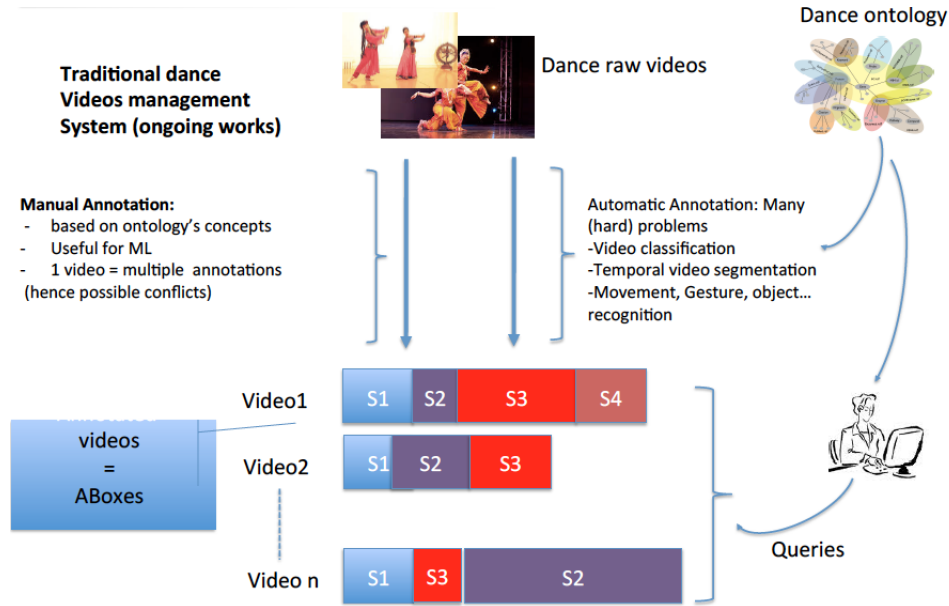 Dance ontology
Traditional dance
Videos management
System (ongoing works)
Dance raw videos
Manual Annotation:
- based on ontology’s concepts
- Useful for ML
- 1 video = multiple annotations
(hence possible conflicts)
Automatic Annotation: Many
(hard) problems
-Video classification
-Temporal video segmentation
-Movement, Gesture, object…
recognition
Video1
S1 S2 S3 S4
videos
=
ABoxes
Video2
S1 S2 S3
Queries
Video n
S1 S3 S2